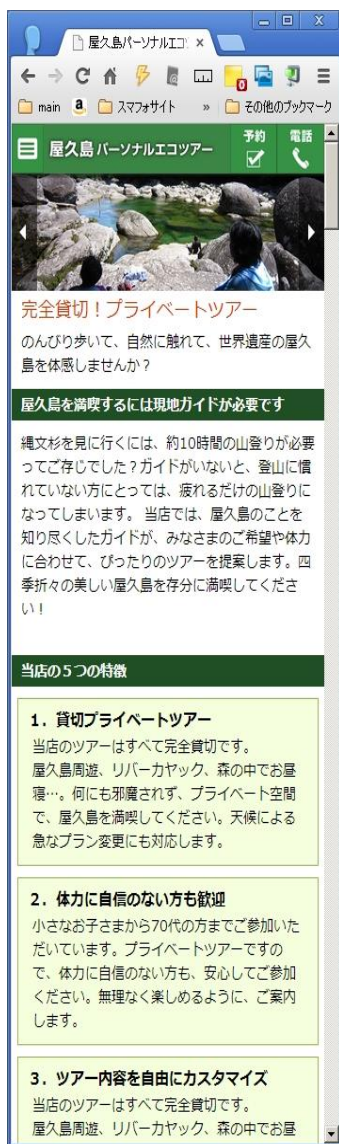 屋久島パーソナルエコ
main
スマフォサイト
»
その他のブックマーク
屋久島 パーソナルエコツアー
予約
電話
完全貸切！プライベートツアー
のんびり歩いて、自然に触れて、世界遺産の屋久
島を体感しませんか？
屋久島を満喫するには現地ガイドが必要です
縄文杉を見に行くには、約10時間の山登りが必要
ってご存じでした？ガイドがいないと、登山に慣
れていない方にとっては、疲れるだけの山登りに
なってしまいます。 当店では、屋久島のことを
知り尽くしたガイドが、みなさまのご希望や体力
に合わせて、ぴったりのツアーを提案します。四
季折々の美しい屋久島を存分に満喫してくださ
い！
当店の５つの特徴
1. 貸切プライベートツアー
当店のツアーはすべて完全貸切です。
屋久島周遊、リバーカヤック、森の中でお昼
寝…。何にも邪魔されず、プライベート空間
で、屋久島を満喫してください。天候による
急なプラン変更にも対応します。
2. 体力に自信のない方も歓迎
小さなお子さまから70代の方までご参加いた
だいています。プライベートツアーですの
で、体力に自信のない方も、安心してご参加
ください。無理なく楽しめるように、ご案内
します。
3. ツアー内容を自由にカスタマイズ
当店のツアーはすべて完全貸切です。
屋久島周遊、リバーカヤック、森の中でお昼